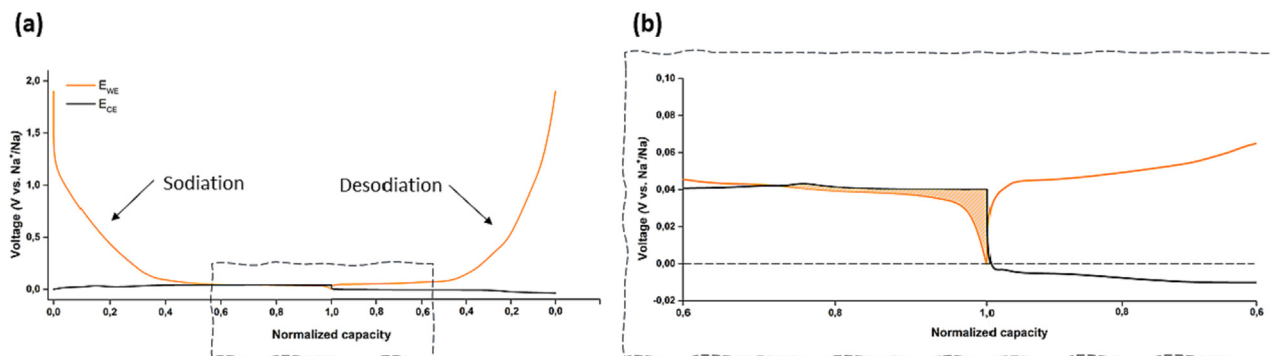 (a)
(b)
2,0
1,5
1,0
0,5
0,0
Voltage (V vs. Na⁺/Na)
E_WE
E_CE
Sodiation
Desodiation
0,0 0,2 0,4 0,6 0,8 1,0 0,8 0,6 0,4 0,2 0,0
Normalized capacity
0,10
0,08
0,06
0,04
0,02
0,00
-0,02
Voltage (V vs. Na⁺/Na)
0,6 0,8 1,0 0,8 0,6
Normalized capacity